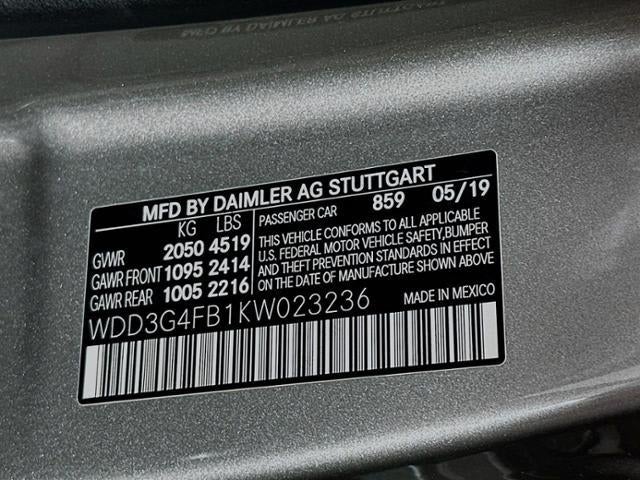 MFD BY DAIMLER AG STUTTGART
KG LBS
GVWR 2050 4519
GAWR FRONT 1095 2414
GAWR REAR 1005 2216
PASSENGER CAR 859 05/19
THIS VEHICLE CONFORMS TO ALL APPLICABLE
U.S. FEDERAL MOTOR VEHICLE SAFETY,BUMPER
AND THEFT PREVENTION STANDARDS IN EFFECT
ON THE DATE OF MANUFACTURE SHOWN ABOVE
WDD3G4FB1KW023236
MADE IN MEXICO